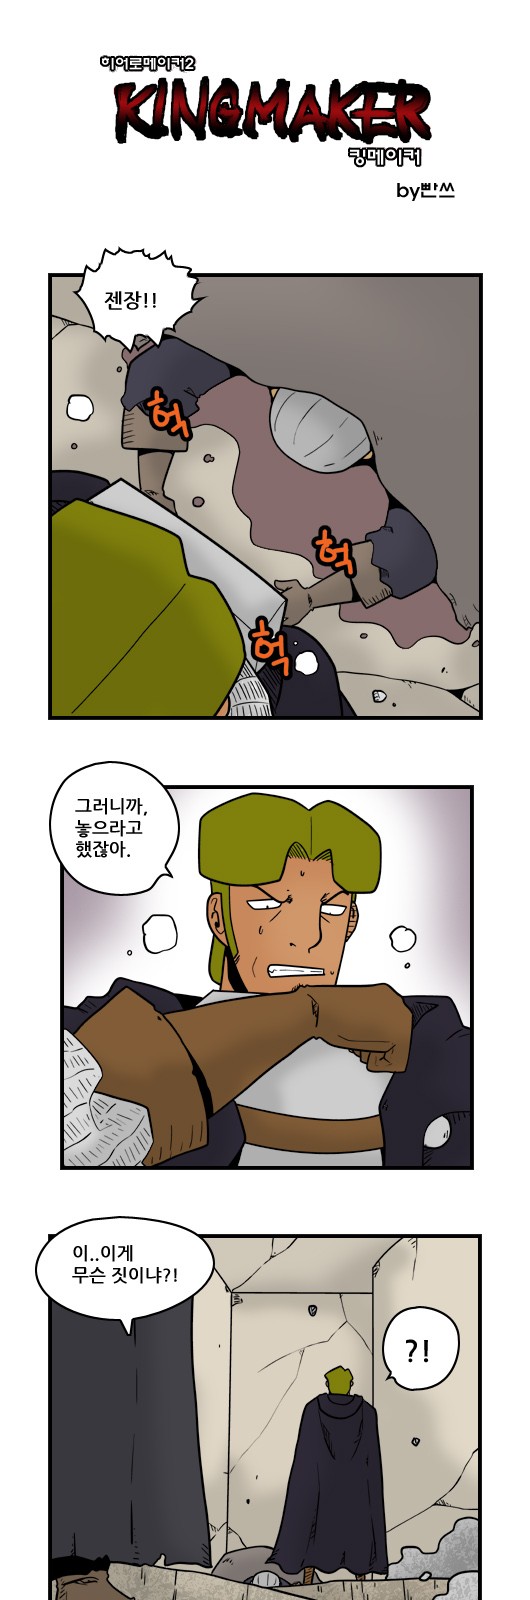 히어로메이커2
KINGMAKER
킹메이커
by빤쓰
젠장!!
헉
헉
헉
그러니까,
놓으라고
했잖아.
이..이게
무슨 짓이냐?!
?!